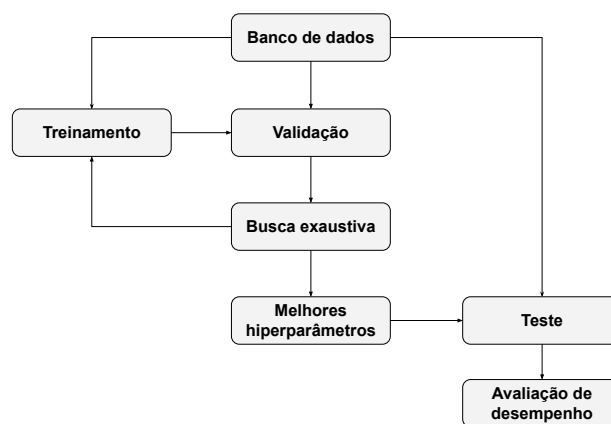 Banco de dados
Treinamento
Validação
Busca exaustiva
Melhores
hiperparâmetros
Teste
Avaliação de
desempenho